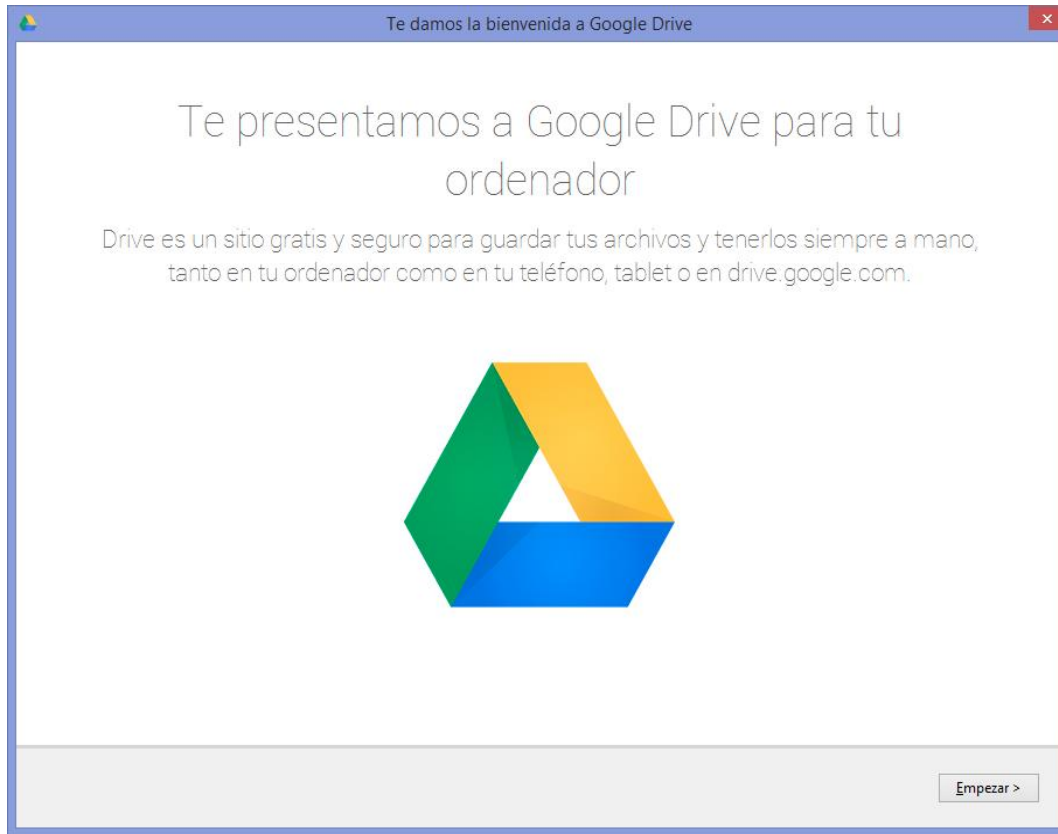 Te damos la bienvenida a Google Drive
Te presentamos a Google Drive para tu
ordenador
Drive es un sitio gratis y seguro para guardar tus archivos y tenerlos siempre a mano,
tanto en tu ordenador como en tu teléfono, tablet o en drive.google.com.
Empezar >